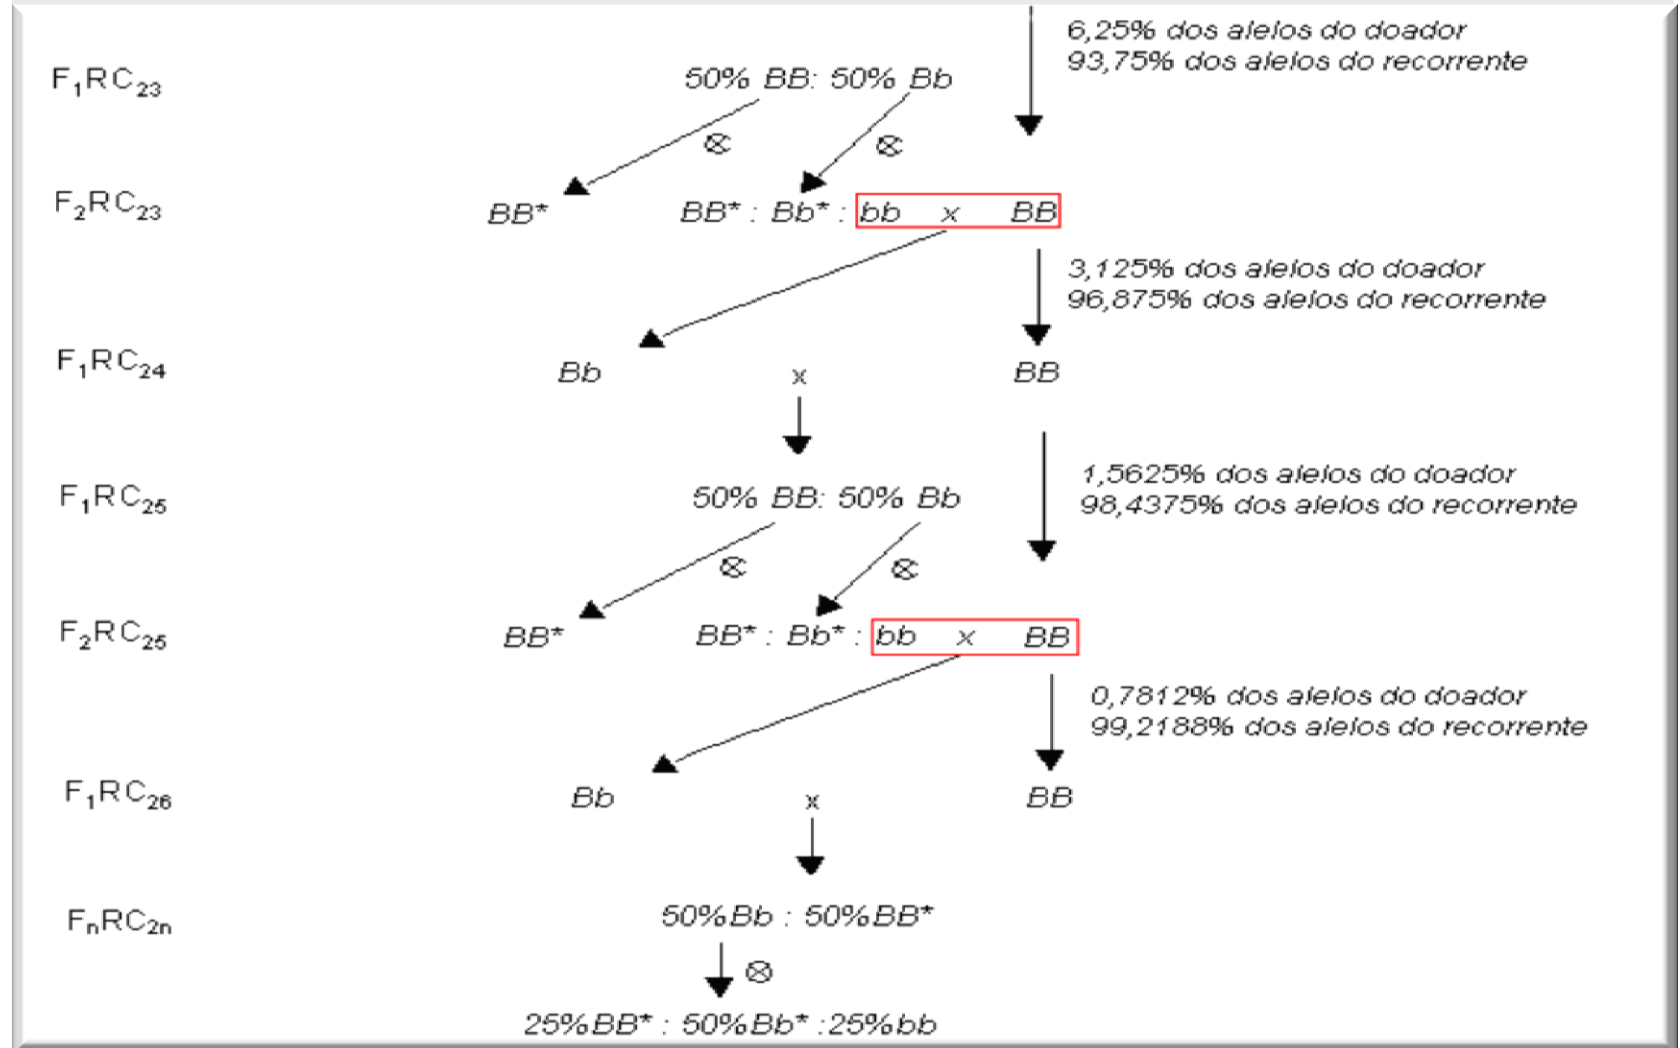 6,25% dos alelos do doador
93,75% dos alelos do recorrente
F₁RC₂₃ 50% BB: 50% Bb
⊗ ⊗
F₂RC₂₃ BB* BB* : Bb* : bb x BB
3,125% dos alelos do doador
96,875% dos alelos do recorrente
F₁RC₂₄ Bb x BB
1,5625% dos alelos do doador
98,4375% dos alelos do recorrente
F₁RC₂₅ 50% BB: 50% Bb
⊗ ⊗
F₂RC₂₅ BB* BB* : Bb* : bb x BB
0,7812% dos alelos do doador
99,2188% dos alelos do recorrente
F₁RC₂₆ Bb x BB
FₙRC₂ₙ 50%Bb : 50%BB*
⊗
25%BB* : 50%Bb* :25%bb